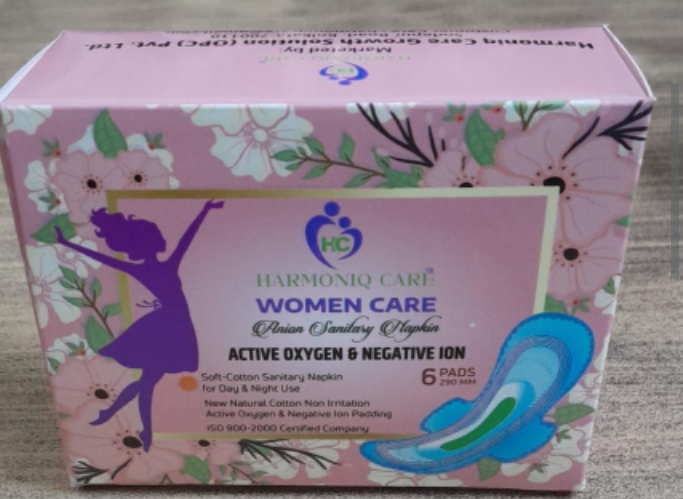 Harmoniq Care Growth Solution (OPC) Pvt. Ltd.
Marketed by:
HC
HARMONIQ CARE
WOMEN CARE
Anion Sanitary Napkin
ACTIVE OXYGEN & NEGATIVE ION
Soft-Cotton Sanitary Napkin
for Day & Night Use
6 PADS
290 MM
New Natural Cotton Non Irritation
Active Oxygen & Negative Ion Padding
ISO 900-2000 Certified Company